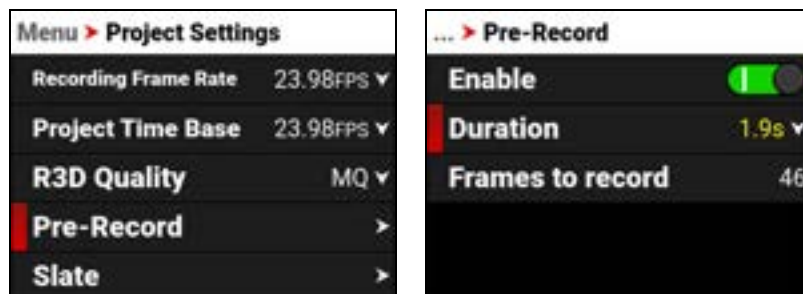 Menu > Project Settings
Recording Frame Rate 23.98FPS
Project Time Base 23.98FPS
R3D Quality MQ
Pre-Record >
Slate >
... > Pre-Record
Enable
Duration 1.9s
Frames to record 46